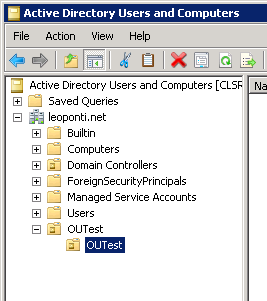 Active Directory Users and Computers
File Action View Help
Active Directory Users and Computers [CLSR
Na
Saved Queries
leoponti.net
Builtin
Computers
Domain Controllers
ForeignSecurityPrincipals
Managed Service Accounts
Users
OUTest
OUTest